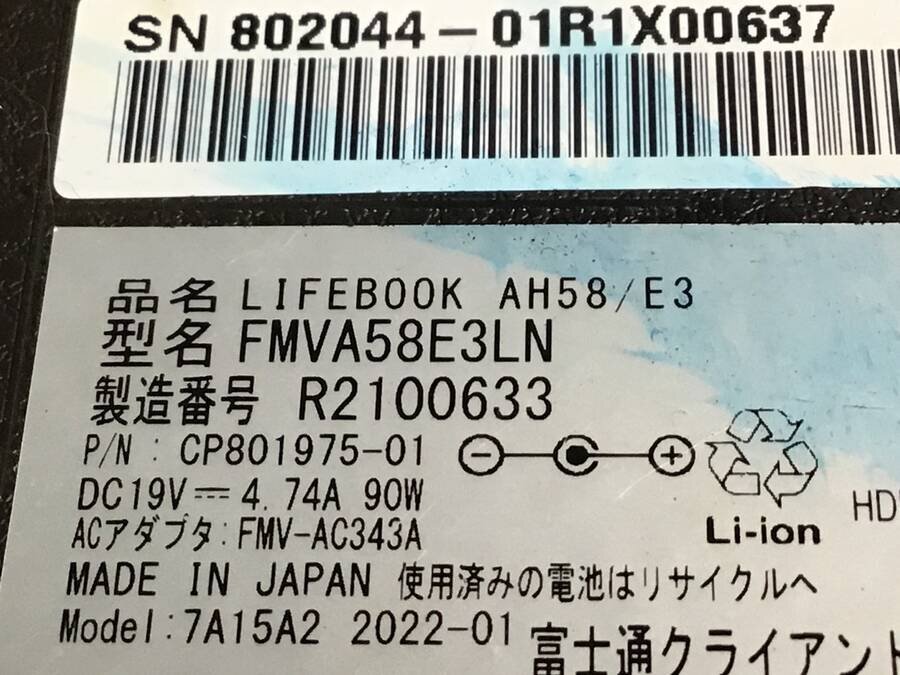 SN 802044-01R1X00637
品名 LIFEBOOK AH58/E3
型名 FMVA58E3LN
製造番号 R2100633
P/N : CP801975-01
DC19V⎓4.74A 90W
Li-ion
HD
ACアダプタ:FMV-AC343A
MADE IN JAPAN 使用済みの電池はリサイクルへ
Model:7A15A2 2022-01
富士通クライアント